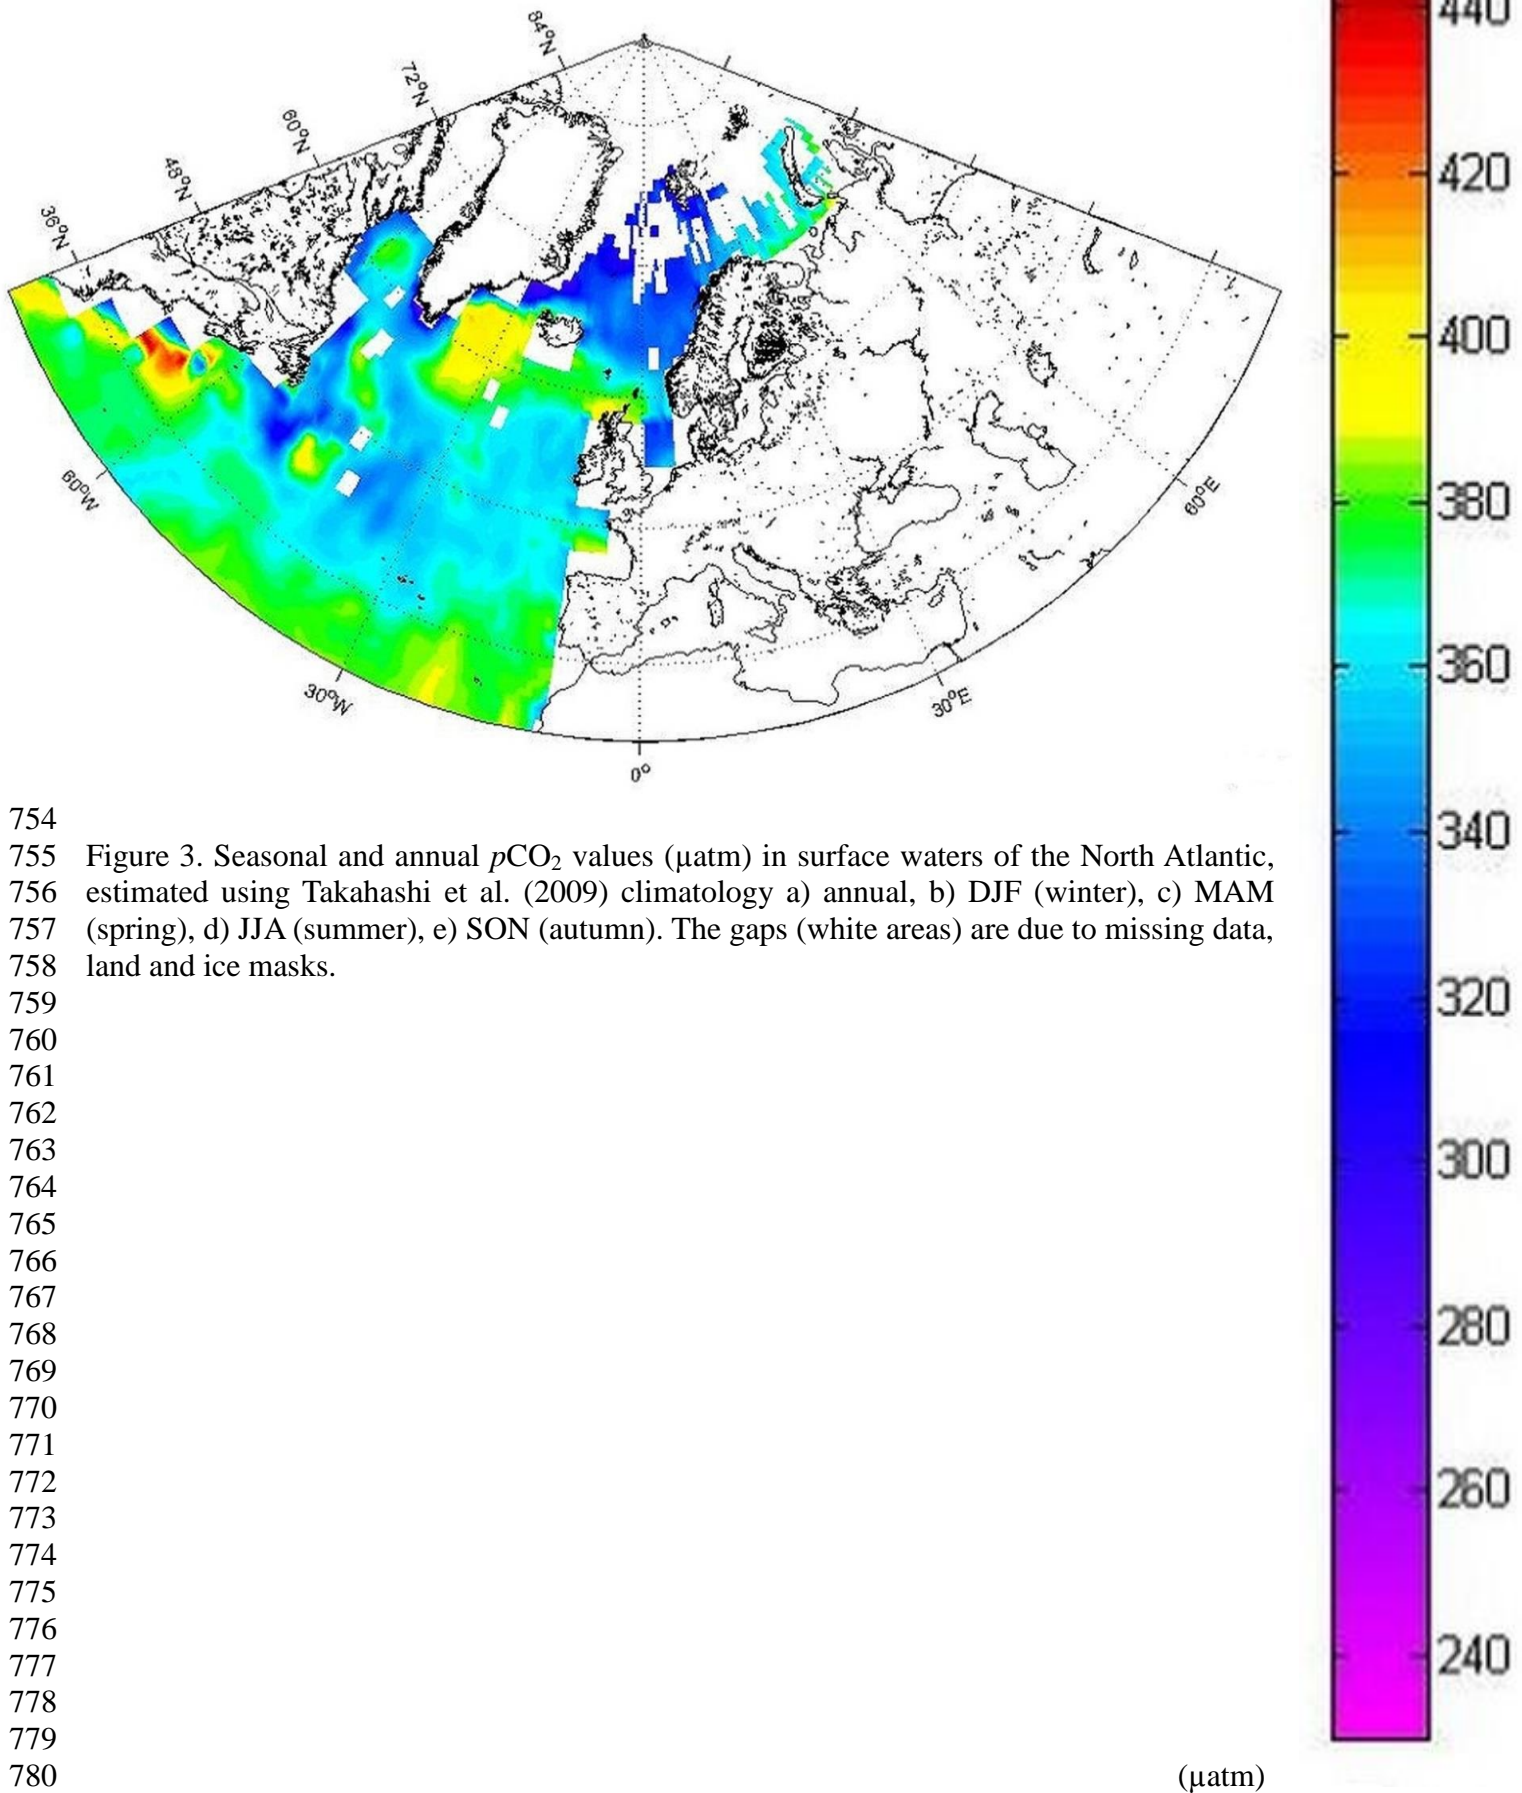 440
84°N
72°N
60°N
48°N
36°N
420
400
380
60°W
60°E
360
30°W
30°E
0°
340
754
755 Figure 3. Seasonal and annual pCO₂ values (µatm) in surface waters of the North Atlantic,
756 estimated using Takahashi et al. (2009) climatology a) annual, b) DJF (winter), c) MAM
757 (spring), d) JJA (summer), e) SON (autumn). The gaps (white areas) are due to missing data,
758 land and ice masks.
759
320
760
761
762
763
300
764
765
766
767
280
768
769
770
771
772
260
773
774
775
776
240
777
778
779
780 (µatm)